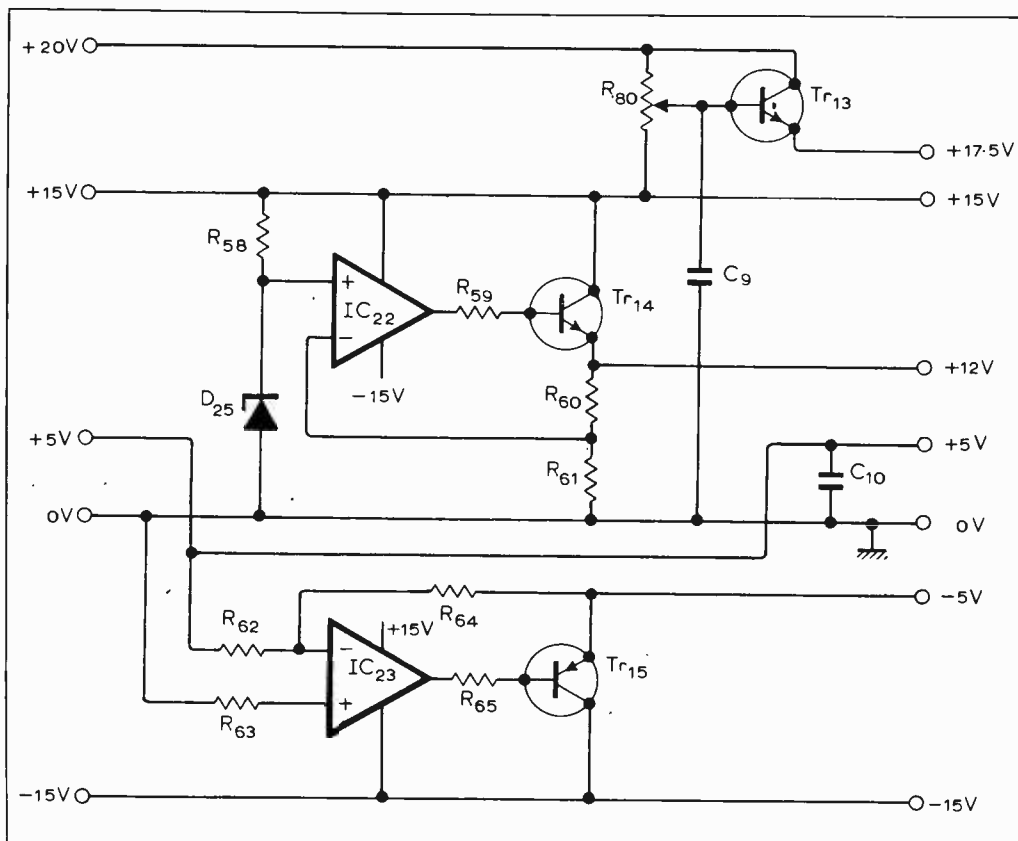 +20V
R80
Tr13
+17·5V
+15V
+15V
R58
IC22
+
−
−15V
R59
Tr14
C9
+12V
D25
R60
+5V
+5V
R61
C10
0V
0V
−5V
R64
R62
+15V
−
IC23
+
Tr15
R65
R63
−15V
−15V